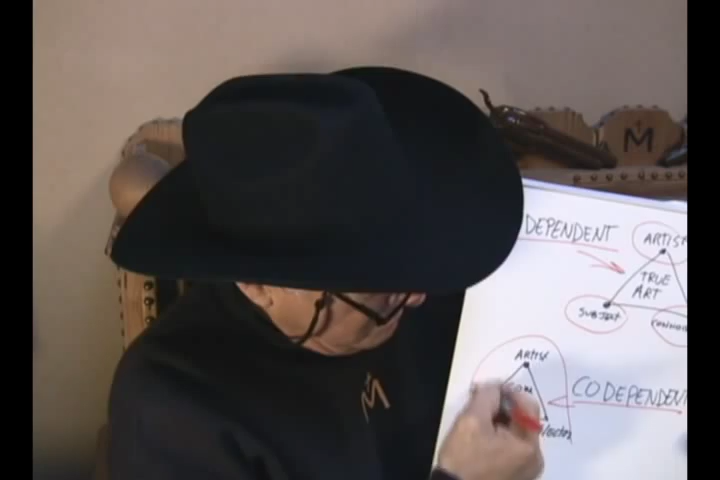 M
DEPENDENT
ARTIST
TRUE
ART
SUBJECT
ARTIST
CODEPENDENT
M